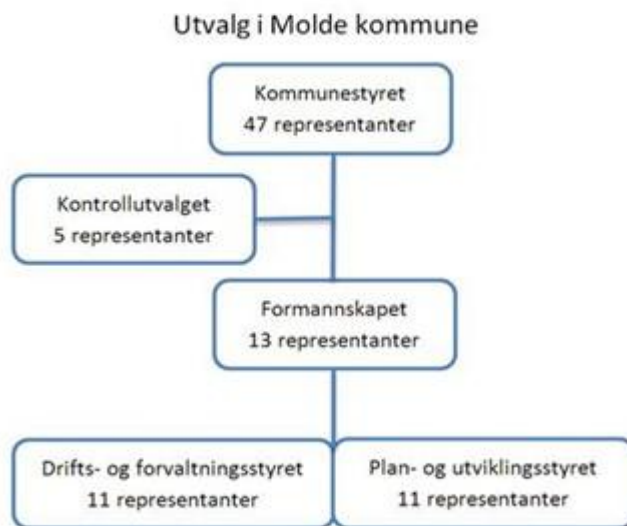 Utvalg i Molde kommune
Kommunestyret
47 representanter
Kontrollutvalget
5 representanter
Formannskapet
13 representanter
Drifts- og forvaltningsstyret
11 representanter
Plan- og utviklingsstyret
11 representanter